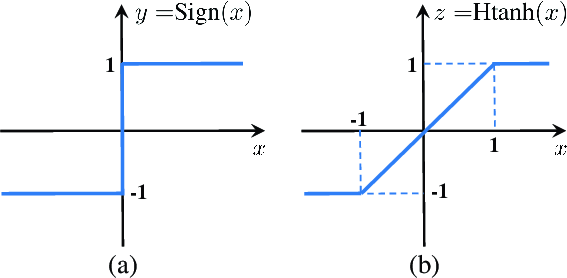 y =Sign(x)
1
x
-1
(a)
z =Htanh(x)
1
-1
1
x
-1
(b)